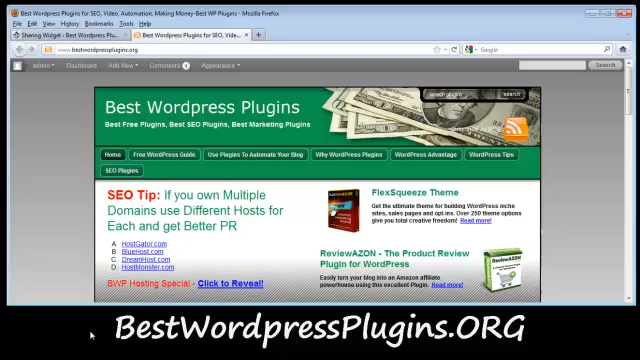 Best Wordpress Plugins for SEO, Video, Automation, Making Money-Best WP Plugins - Mozilla Firefox
File Edit View History Bookmarks Tools Help
Sharing Widget - Best Wordpress Plu...
Best Wordpress Plugins for SEO, Vide...
www.bestwordpressplugins.org
Google
admin
Dashboard
Add New
Comments 1
Appearance
Search
Best Wordpress Plugins
Best Free Plugins, Best SEO Plugins, Best Marketing Plugins
search plugins
search
Home
Free WordPress Guide
Use Plugins To Automate Your Blog
Why WordPress Plugins
WordPress Advantage
WordPress Tips
SEO Plugins
SEO Tip: If you own Multiple
Domains use Different Hosts for
Each and get Better PR
A. HostGator.com
B. BlueHost.com
C. DreamHost.com
D. HostMonster.com
BWP Hosting Special - Click to Reveal!
FlexSqueeze Theme
Get the ultimate theme for building WordPress niche
sites, sales pages and opt-ins. Over 250 theme options
give you total creative freedom! Read more!
ReviewAZON - The Product Review
Plugin for WordPress
Easily turn your blog into an Amazon affiliate
powerhouse using this excellent Plugin. Read more!
BestWordpressPlugins.ORG